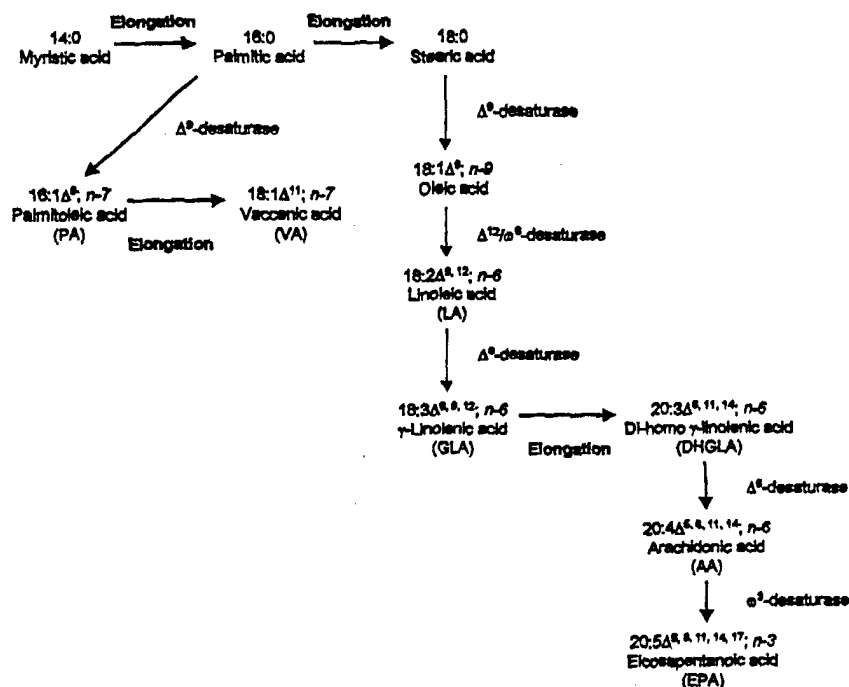 Elongation
Elongation
14:0
Myristic acid
16:0
Palmitic acid
18:0
Stearic acid
Δ⁹-desaturase
Δ⁹-desaturase
16:1Δ⁹; n-7
Palmitoleic acid
(PA)
Elongation
18:1Δ¹¹; n-7
Vaccenic acid
(VA)
18:1Δ⁹; n-9
Oleic acid
Δ¹²/ω⁶-desaturase
18:2Δ⁹, ¹²; n-6
Linoleic acid
(LA)
Δ⁶-desaturase
18:3Δ⁶, ⁹, ¹²; n-6
γ-Linolenic acid
(GLA)
Elongation
20:3Δ⁸, ¹¹, ¹⁴; n-6
Di-homo γ-linolenic acid
(DHGLA)
Δ⁵-desaturase
20:4Δ⁵, ⁸, ¹¹, ¹⁴; n-6
Arachidonic acid
(AA)
ω³-desaturase
20:5Δ⁵, ⁸, ¹¹, ¹⁴, ¹⁷; n-3
Eicosapentanoic acid
(EPA)